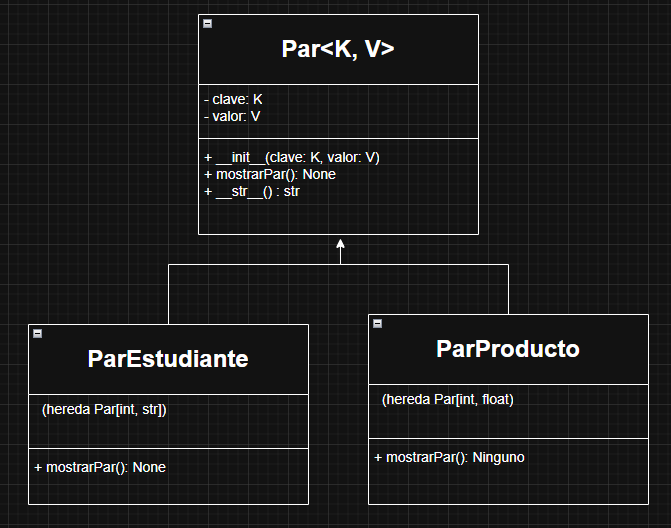 Par<K, V>
- clave: K
- valor: V
+ __init__(clave: K, valor: V)
+ mostrarPar(): None
+ __str__() : str
ParEstudiante
(hereda Par[int, str])
+ mostrarPar(): None
ParProducto
(hereda Par[int, float)
+ mostrarPar(): Ninguno